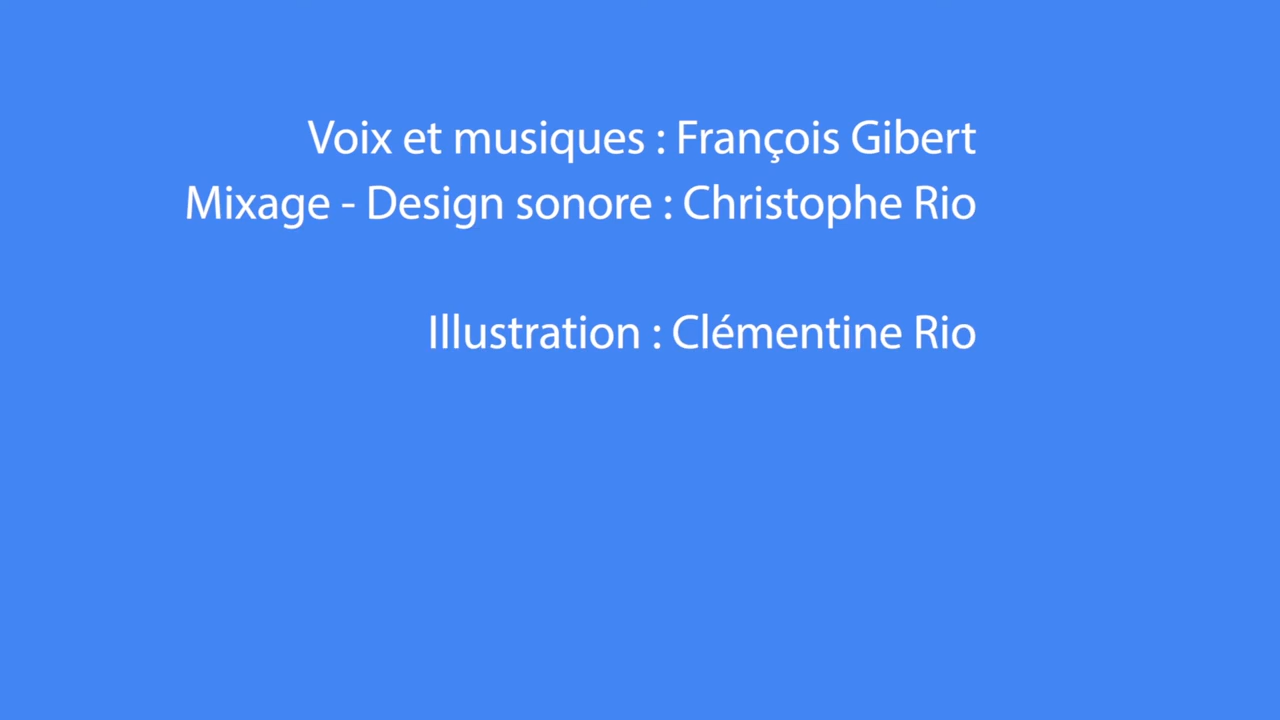 Voix et musiques : François Gibert
Mixage - Design sonore : Christophe Rio
Illustration : Clémentine Rio